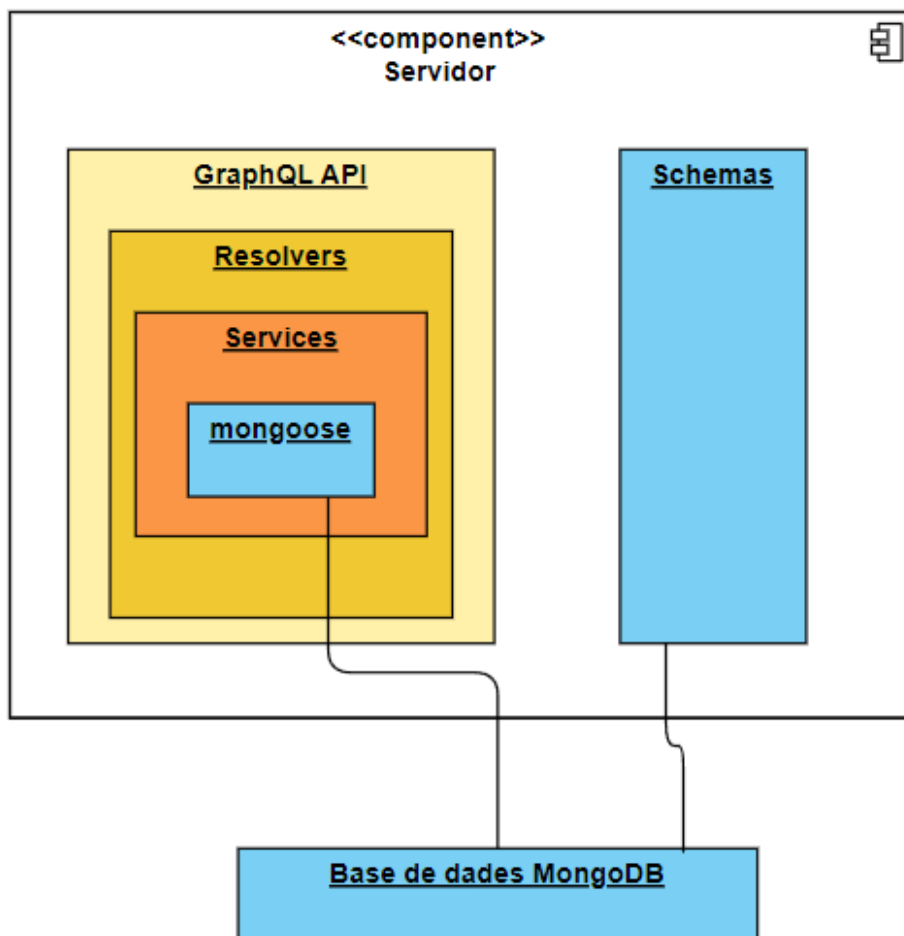 <<component>>
Servidor
GraphQL API
Schemas
Resolvers
Services
mongoose
Base de dades MongoDB